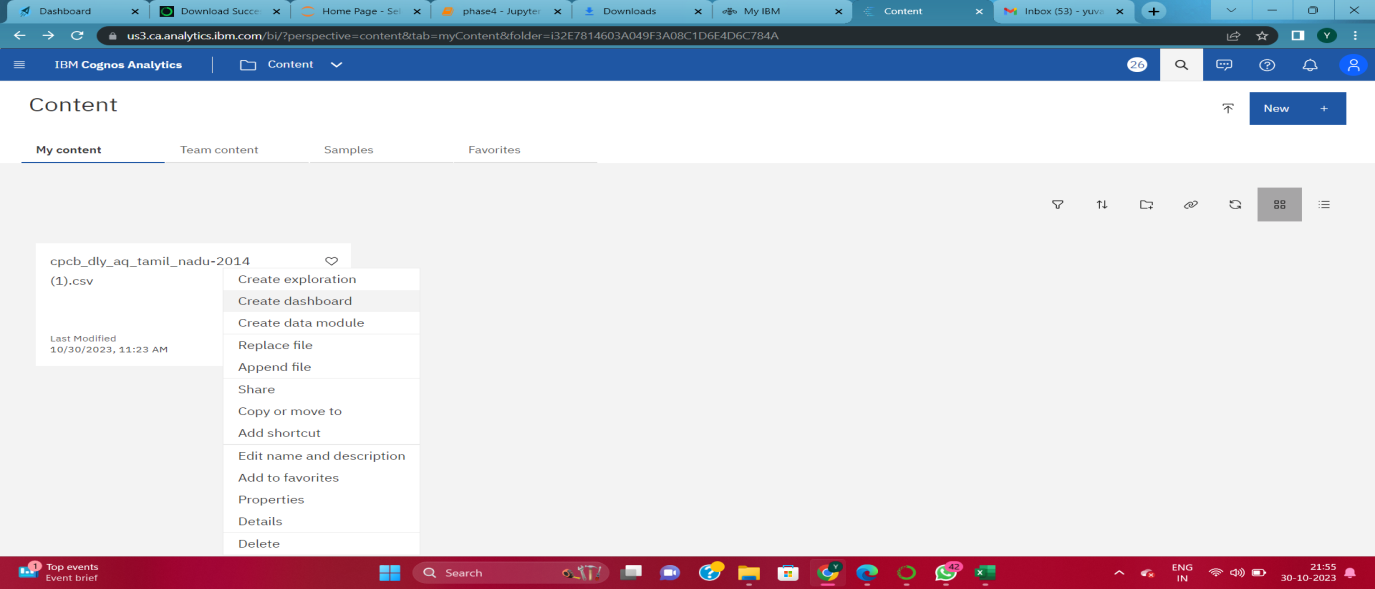 Dashboard
Download Succe
Home Page - Sel
phase4 - Jupyter
Downloads
My IBM
Content
Inbox (53) - yuva
us3.ca.analytics.ibm.com/bi/?perspective=content&tab=myContent&folder=i32E7814603A049F3A08C1D6E4D6C784A
Y
IBM Cognos Analytics
Content
26
Content
New +
My content
Team content
Samples
Favorites
cpcb_dly_aq_tamil_nadu-2014
(1).csv
Last Modified
10/30/2023, 11:23 AM
Create exploration
Create dashboard
Create data module
Replace file
Append file
Share
Copy or move to
Add shortcut
Edit name and description
Add to favorites
Properties
Details
Delete
1
Top events
Event brief
Search
Y
42
ENG
IN
21:55
30-10-2023